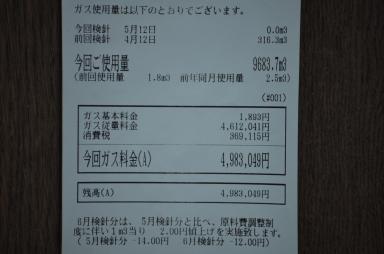 ガス使用量は以下のとおりでございます。
今回検針 5月12日 0.0m3
前回検針 4月12日 316.3m3
今回ご使用量 9683.7m3
(前回使用量 1.8m3 前年同月使用量 2.5m3)
(#001)
ガス基本料金 1,893円
ガス従量料金 4,612,041円
消費税 369,115円
今回ガス料金(A) 4,983,049円
残高(A) 4,983,049円
6月検針分は、5月検針分と比べ、原料費調整制
度に伴い1m3当り 2.00円値上を実施致します。
(5月検針分 -14.00円 6月検針分 -12.00円)